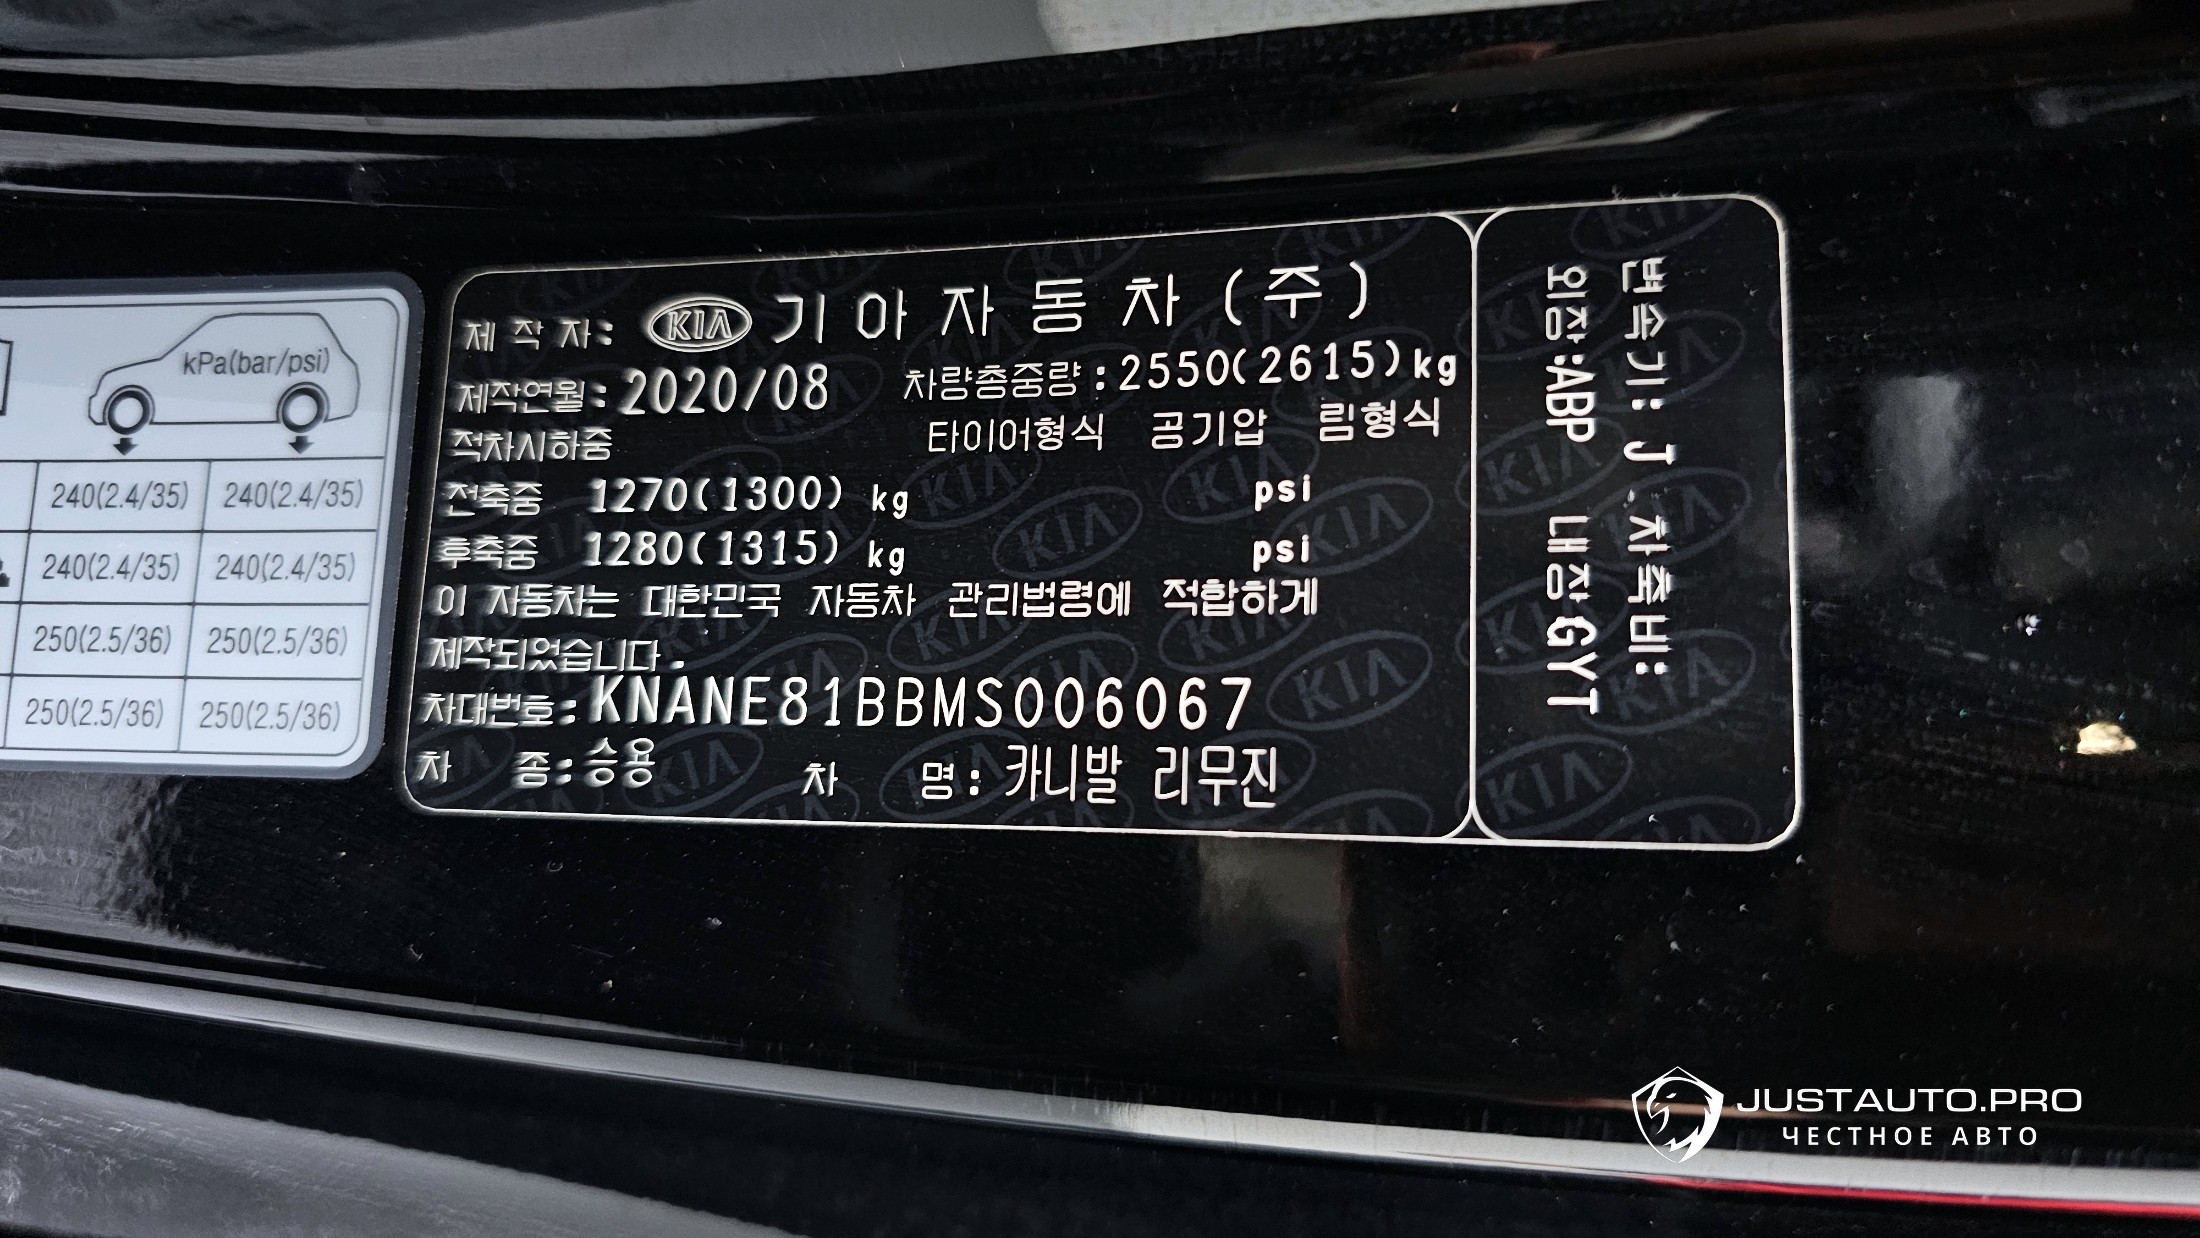 kPa(bar/psi)
240(2.4/35) 240(2.4/35)
240(2.4/35) 240(2.4/35)
250(2.5/36) 250(2.5/36)
250(2.5/36) 250(2.5/36)
제 작 자: KIA 기아자동차(주)
제작연월: 2020/08 차량총중량: 2550(2615)kg
적차시하중 타이어형식 공기압 림형식
전축중 1270(1300) kg psi
후축중 1280(1315) kg psi
이 자동차는 대한민국 자동차 관리법령에 적합하게
제작되었습니다.
차대번호: KNANE81BBMS006067
차 종: 승용 차 명: 카니발 리무진
변속기: J 차축비:
외장:ABP 내장:GYT
JUSTAUTO.PRO
ЧЕСТНОЕ АВТО